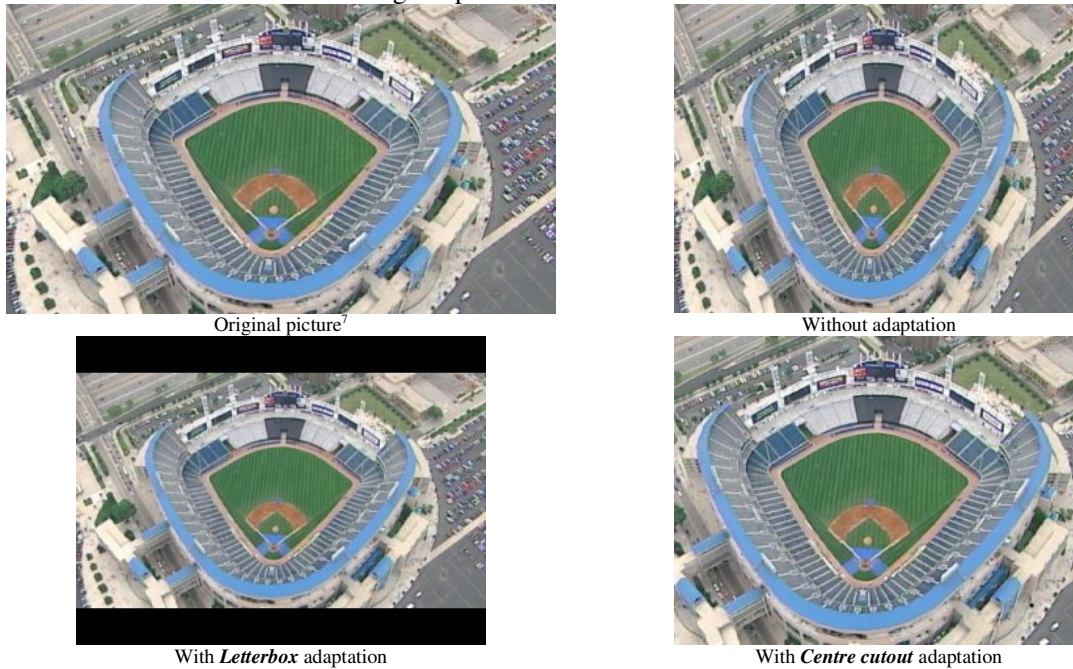 Original picture7
Without adaptation
With Letterbox adaptation
With Centre cutout adaptation